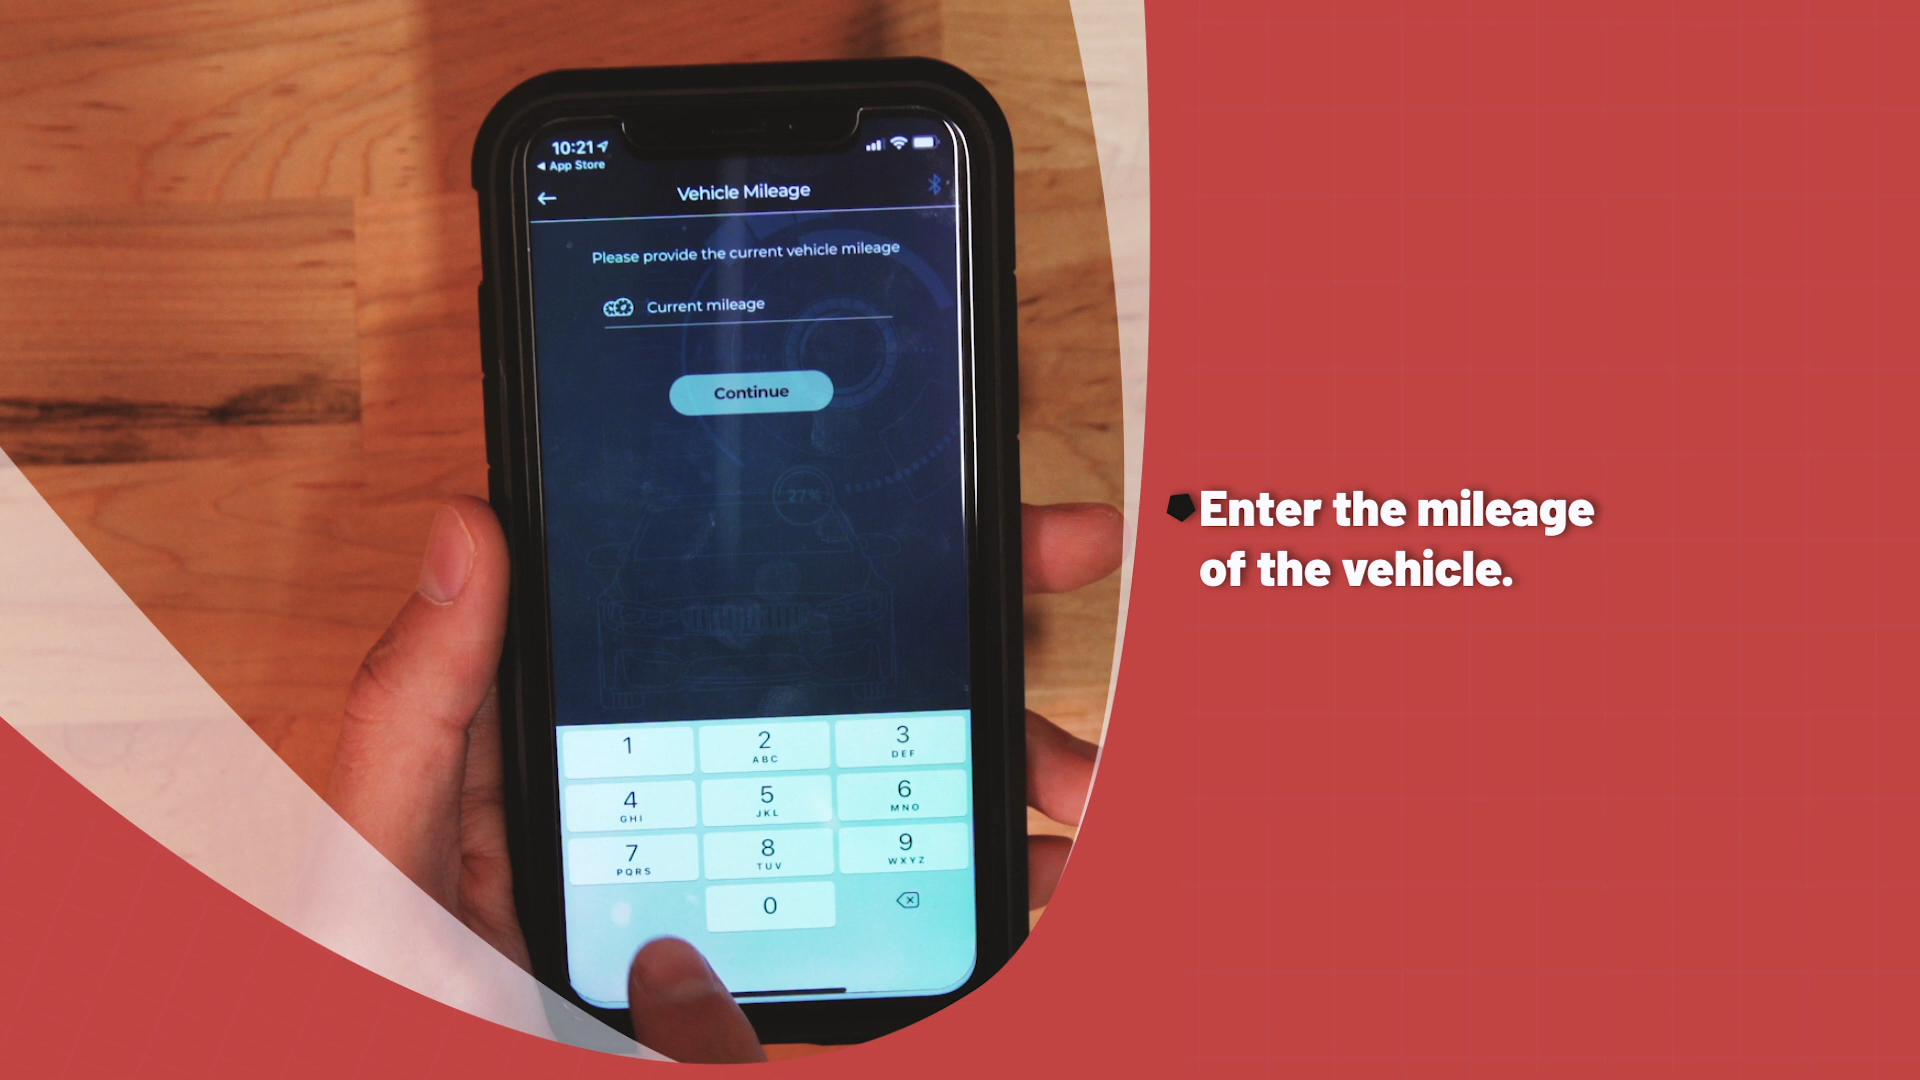 10:21
App Store
Vehicle Mileage
Please provide the current vehicle mileage
Current mileage
Continue
27%
1
2
ABC
3
DEF
4
GHI
5
JKL
6
MNO
7
PQRS
8
TUV
9
WXYZ
0
Enter the mileage
of the vehicle.